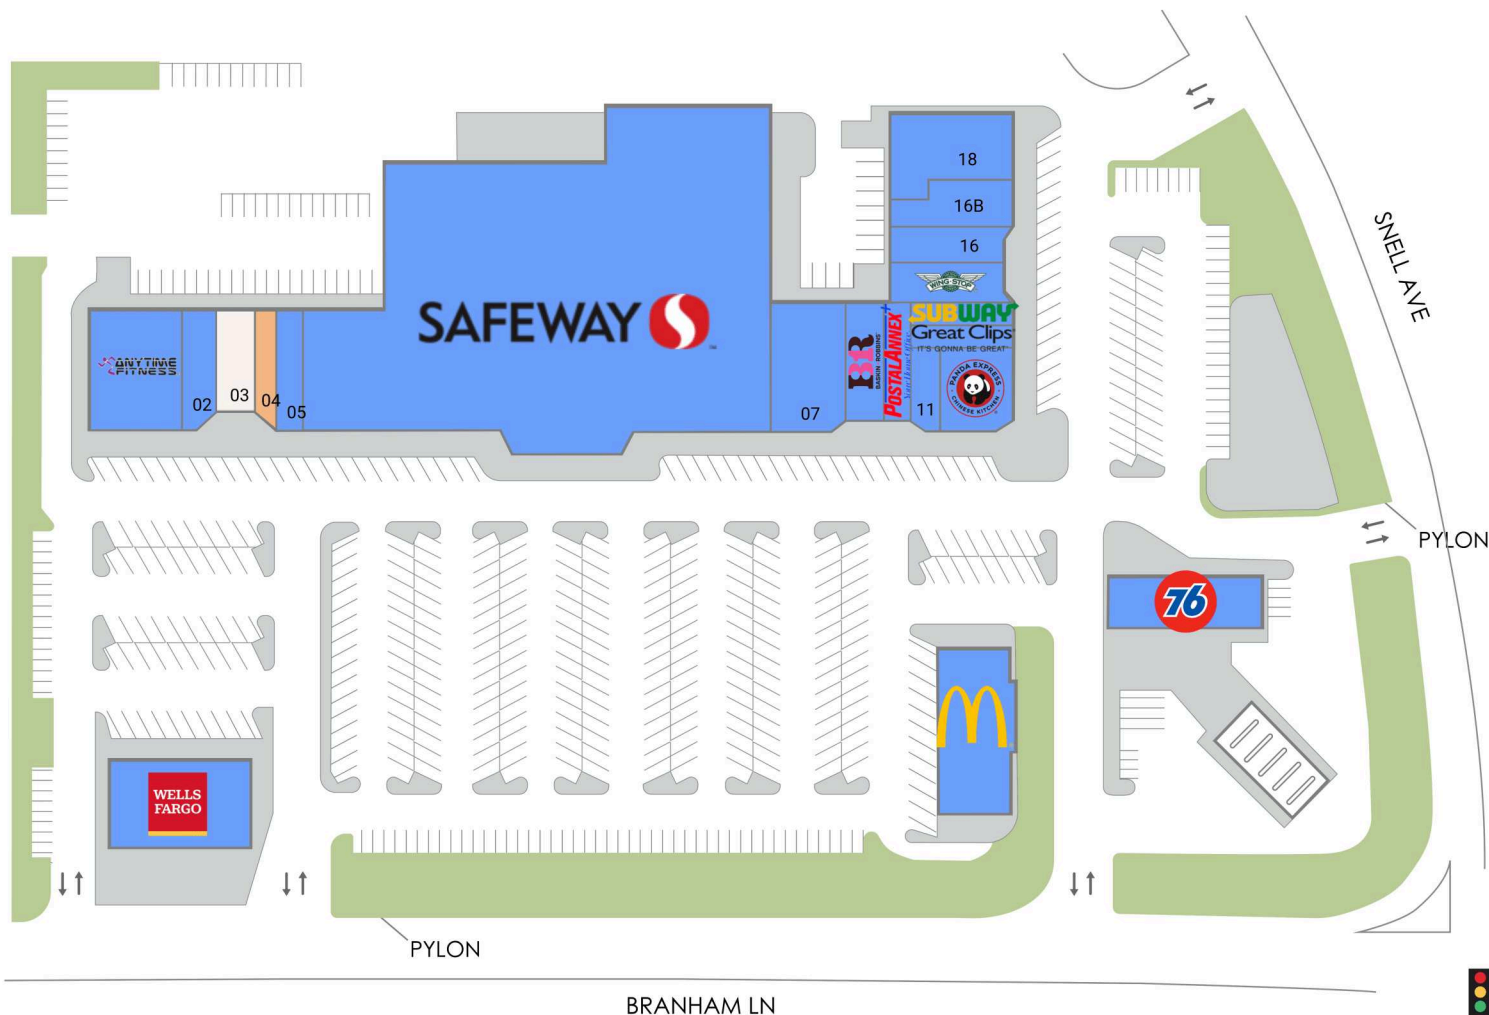 SNELL AVE
18
16B
16
WING·STOP
SAFEWAY
SUBWAY
Great Clips
IT'S GONNA BE GREAT
ANYTIME
FITNESS
BR
BASKIN ROBBINS
POSTALANNEX+
PANDA EXPRESS
CHINESE KITCHEN
02
03
04
05
07
11
PYLON
76
WELLS
FARGO
M
PYLON
BRANHAM LN